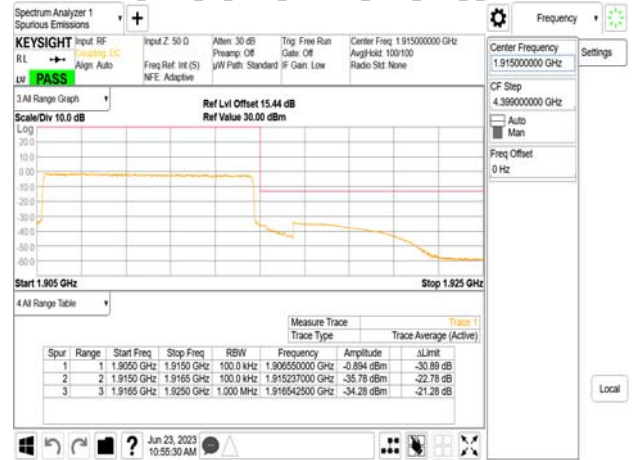 Spectrum Analyzer 1
Spurious Emissions
+
Frequency
KEYSIGHT
RL
LXI
PASS
Input: RF
Coupling: DC
Align: Auto
Input Z: 50 Ω
Freq Ref: Int (S)
NFE: Adaptive
Atten: 30 dB
Preamp: Off
µW Path: Standard
Trig: Free Run
Gate: Off
IF Gain: Low
Center Freq: 1.915000000 GHz
Avg|Hold: 100/100
Radio Std: None
Center Frequency
1.915000000 GHz
Settings
CF Step
4.399000000 GHz
Auto
Man
Freq Offset
0 Hz
3 All Range Graph
Scale/Div 10.0 dB
Ref Lvl Offset 15.44 dB
Ref Value 30.00 dBm
Log
20.0
10.0
0.00
-10.0
-20.0
-30.0
-40.0
-50.0
-60.0
Start 1.905 GHz
Stop 1.925 GHz
4 All Range Table
Measure Trace Trace 1
Trace Type Trace Average (Active)
Spur Range Start Freq Stop Freq RBW Frequency Amplitude ΔLimit
1 1 1.9050 GHz 1.9150 GHz 100.0 kHz 1.906550000 GHz -0.894 dBm -30.89 dB
2 2 1.9150 GHz 1.9165 GHz 100.0 kHz 1.915237000 GHz -35.78 dBm -22.78 dB
3 3 1.9165 GHz 1.9250 GHz 1.000 MHz 1.916542500 GHz -34.28 dBm -21.28 dB
Local
?
Jun 23, 2023
10:55:30 AM